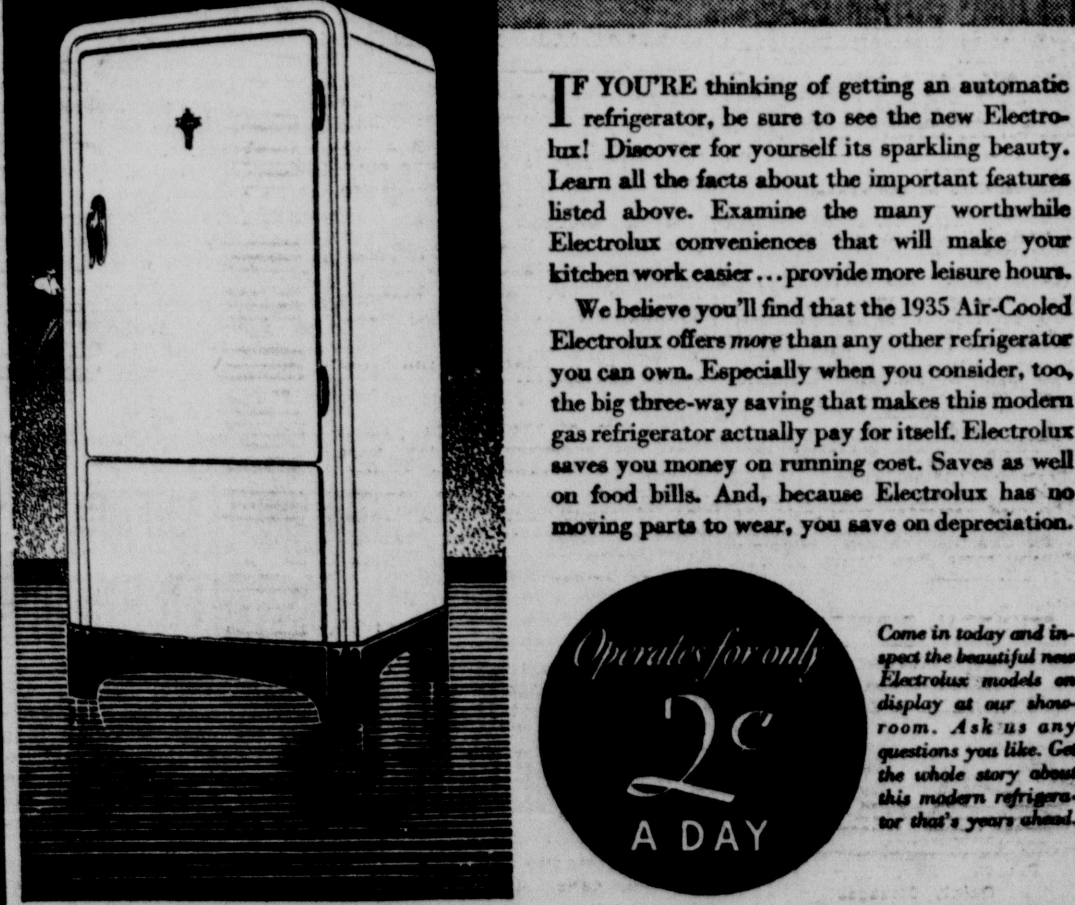 IF YOU'RE thinking of getting an automatic
refrigerator, be sure to see the new Electro-
lux! Discover for yourself its sparkling beauty.
Learn all the facts about the important features
listed above. Examine the many worthwhile
Electrolux conveniences that will make your
kitchen work easier...provide more leisure hours.
We believe you'll find that the 1935 Air-Cooled
Electrolux offers more than any other refrigerator
you can own. Especially when you consider, too,
the big three-way saving that makes this modern
gas refrigerator actually pay for itself. Electrolux
saves you money on running cost. Saves as well
on food bills. And, because Electrolux has no
moving parts to wear, you save on depreciation.
Operates for only
2¢
A DAY
Come in today and in-
spect the beautiful new
Electrolux models on
display at our show-
room. Ask us any
questions you like. Get
the whole story about
this modern refrigera-
tor that's years ahead.